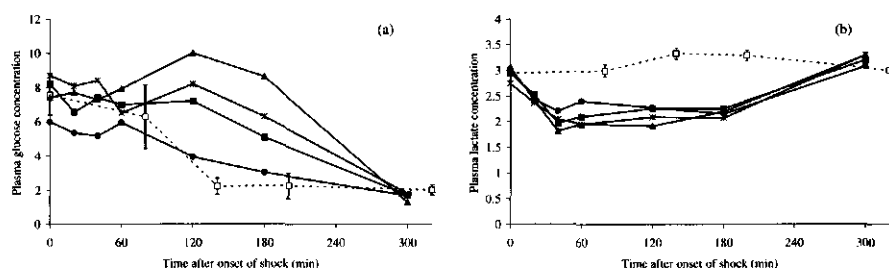 (a)
Plasma glucose concentration
12
10
8
6
4
2
0
0 60 120 180 240 300
Time after onset of shock (min)
(b)
Plasma lactate concentration
4
3.5
3
2.5
2
1.5
1
0.5
0
0 60 120 180 240 300
Time after onset of shock (min)